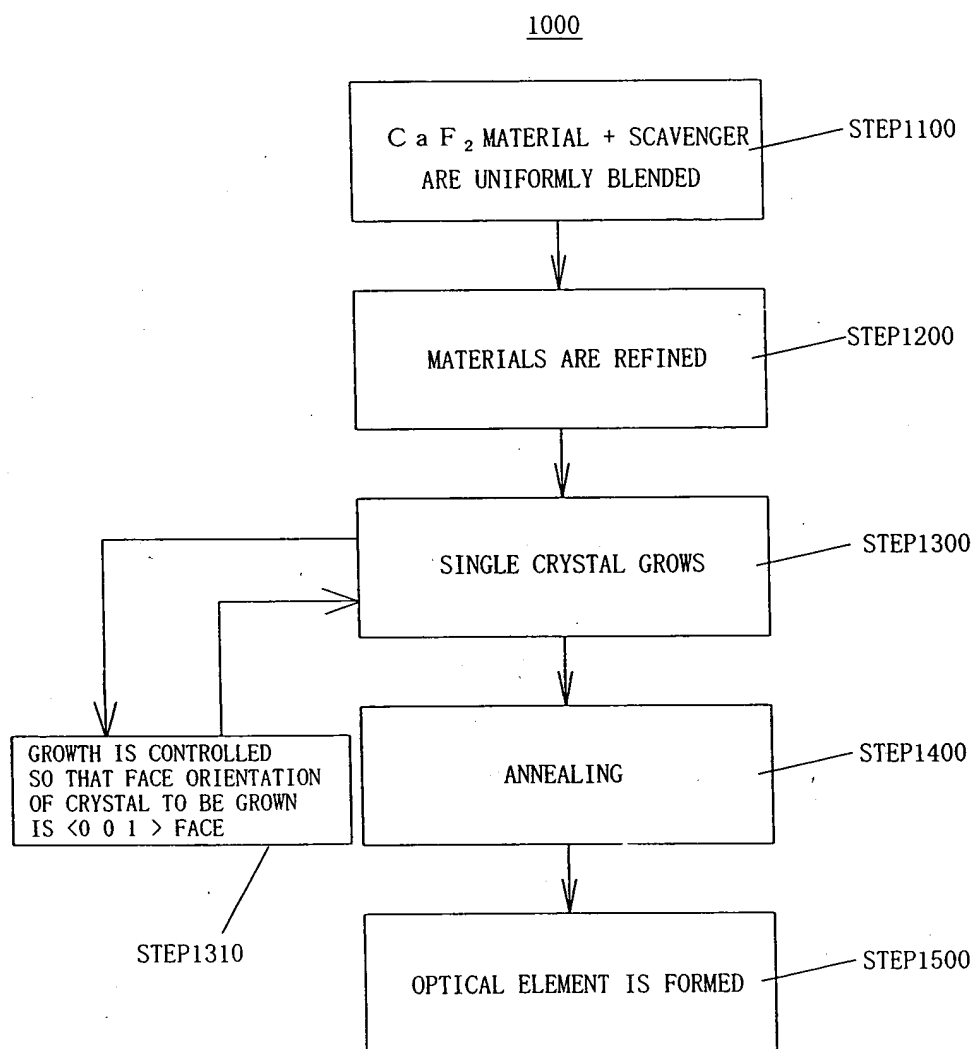 1000
CaF₂ MATERIAL + SCAVENGER
ARE UNIFORMLY BLENDED
STEP1100
MATERIALS ARE REFINED
STEP1200
SINGLE CRYSTAL GROWS
STEP1300
GROWTH IS CONTROLLED
SO THAT FACE ORIENTATION
OF CRYSTAL TO BE GROWN
IS <0 0 1 > FACE
STEP1310
ANNEALING
STEP1400
OPTICAL ELEMENT IS FORMED
STEP1500